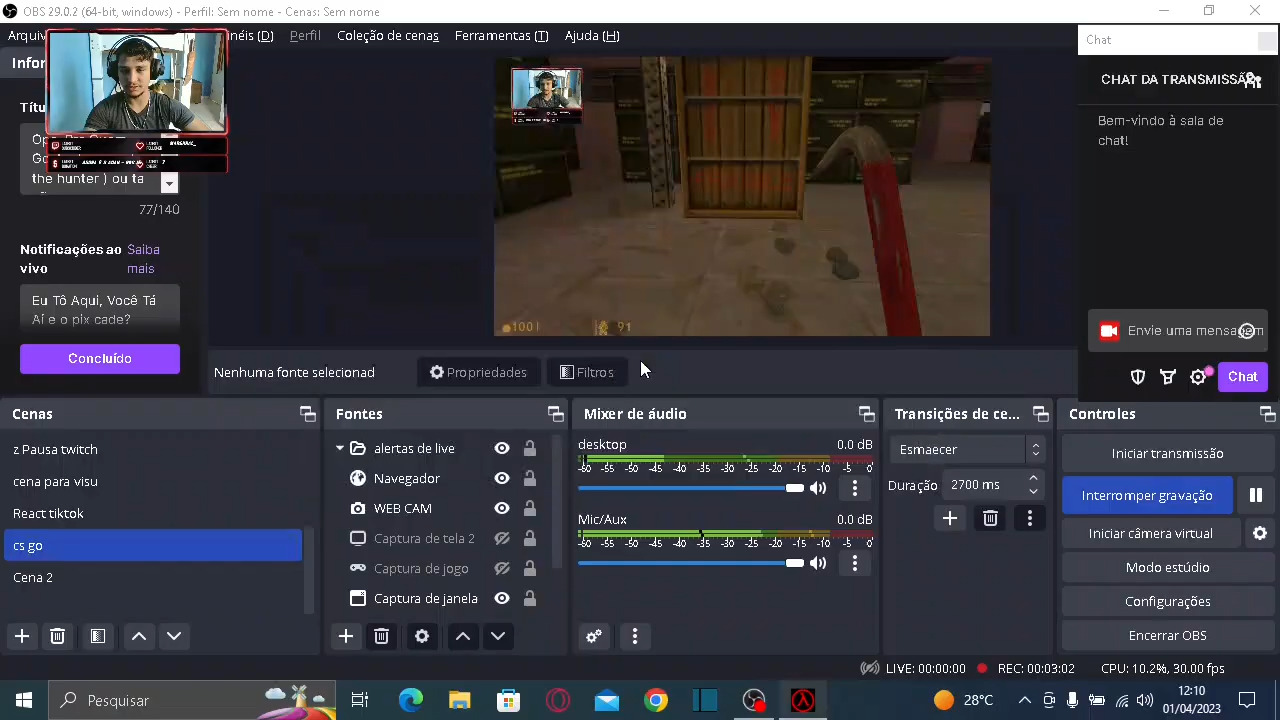 OBS 29.0.2 (64-bit, windows) - Perfil: Sem nome - Cenas: Sem nome
Arquiv
néis (D)
Perfil
Coleção de cenas
Ferramentas (T)
Ajuda (H)
Infor
Títu
the hunter ) ou ta
77/140
Notificações ao vivo
Saiba mais
Eu Tô Aqui, Você Tá
Aí e o pix cade?
Concluído
100
91
Chat
CHAT DA TRANSMISSÃO
Bem-vindo à sala de
chat!
Envie uma mensagem
Chat
Nenhuma fonte selecionad
Propriedades
Filtros
Cenas
z Pausa twitch
cena para visu
React tiktok
cs go
Cena 2
Fontes
alertas de live
Navegador
WEB CAM
Captura de tela 2
Captura de jogo
Captura de janela
Mixer de áudio
desktop
0.0 dB
-60 -55 -50 -45 -40 -35 -30 -25 -20 -15 -10 -5 0
Mic/Aux
0.0 dB
-60 -55 -50 -45 -40 -35 -30 -25 -20 -15 -10 -5 0
Transições de ce...
Esmaecer
Duração
2700 ms
Controles
Iniciar transmissão
Interromper gravação
Iniciar câmera virtual
Modo estúdio
Configurações
Encerrar OBS
LIVE: 00:00:00
REC: 00:03:02
CPU: 10.2%, 30.00 fps
Pesquisar
28°C
12:10
01/04/2023